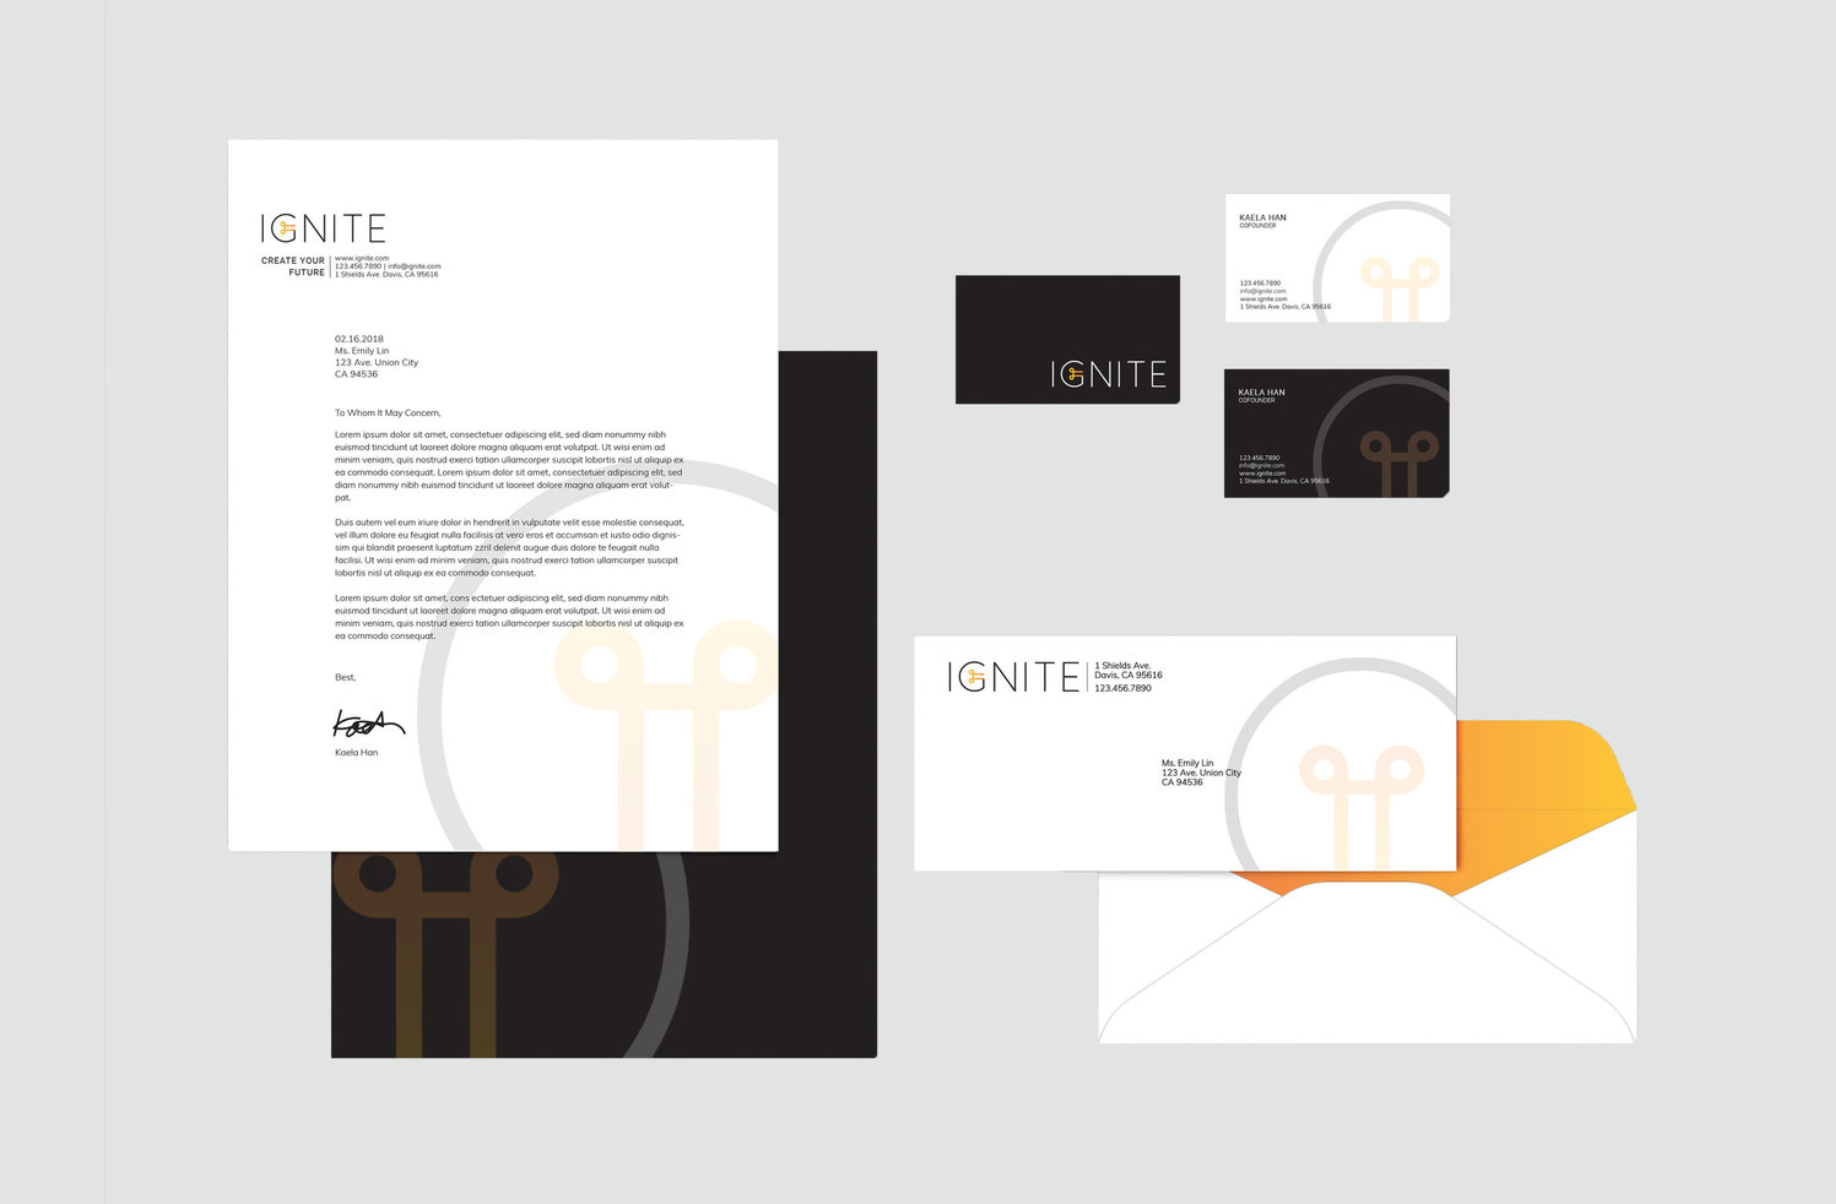 IGNITE
CREATE YOUR
FUTURE
www.ignite.com
123.456.7890 | info@ignite.com
1 Shields Ave. Davis, CA 95616
02.16.2018
Ms. Emily Lin
123 Ave. Union City
CA 94536
To Whom It May Concern,
Lorem ipsum dolor sit amet, consectetuer adipiscing elit, sed diam nonummy nibh
euismod tincidunt ut laoreet dolore magna aliquam erat volutpat. Ut wisi enim ad
minim veniam, quis nostrud exerci tation ullamcorper suscipit lobortis nisl ut aliquip ex
ea commodo consequat. Lorem ipsum dolor sit amet, consectetuer adipiscing elit, sed
diam nonummy nibh euismod tincidunt ut laoreet dolore magna aliquam erat volut-
pat.
Duis autem vel eum iriure dolor in hendrerit in vulputate velit esse molestie consequat,
vel illum dolore eu feugiat nulla facilisis at vero eros et accumsan et iusto odio dignis-
sim qui blandit praesent luptatum zzril delenit augue duis dolore te feugait nulla
facilisi. Ut wisi enim ad minim veniam, quis nostrud exerci tation ullamcorper suscipit
lobortis nisl ut aliquip ex ea commodo consequat.
Lorem ipsum dolor sit amet, cons ectetuer adipiscing elit, sed diam nonummy nibh
euismod tincidunt ut laoreet dolore magna aliquam erat volutpat. Ut wisi enim ad
minim veniam, quis nostrud exerci tation ullamcorper suscipit lobortis nisl ut aliquip ex
ea commodo consequat.
Best,
Kaela Han
IGNITE
KAELA HAN
COFOUNDER
123.456.7890
info@ignite.com
www.ignite.com
1 Shields Ave. Davis, CA 95616
KAELA HAN
COFOUNDER
123.456.7890
info@ignite.com
www.ignite.com
1 Shields Ave. Davis, CA 95616
IGNITE
1 Shields Ave.
Davis, CA 95616
123.456.7890
Ms. Emily Lin
123 Ave. Union City
CA 94536